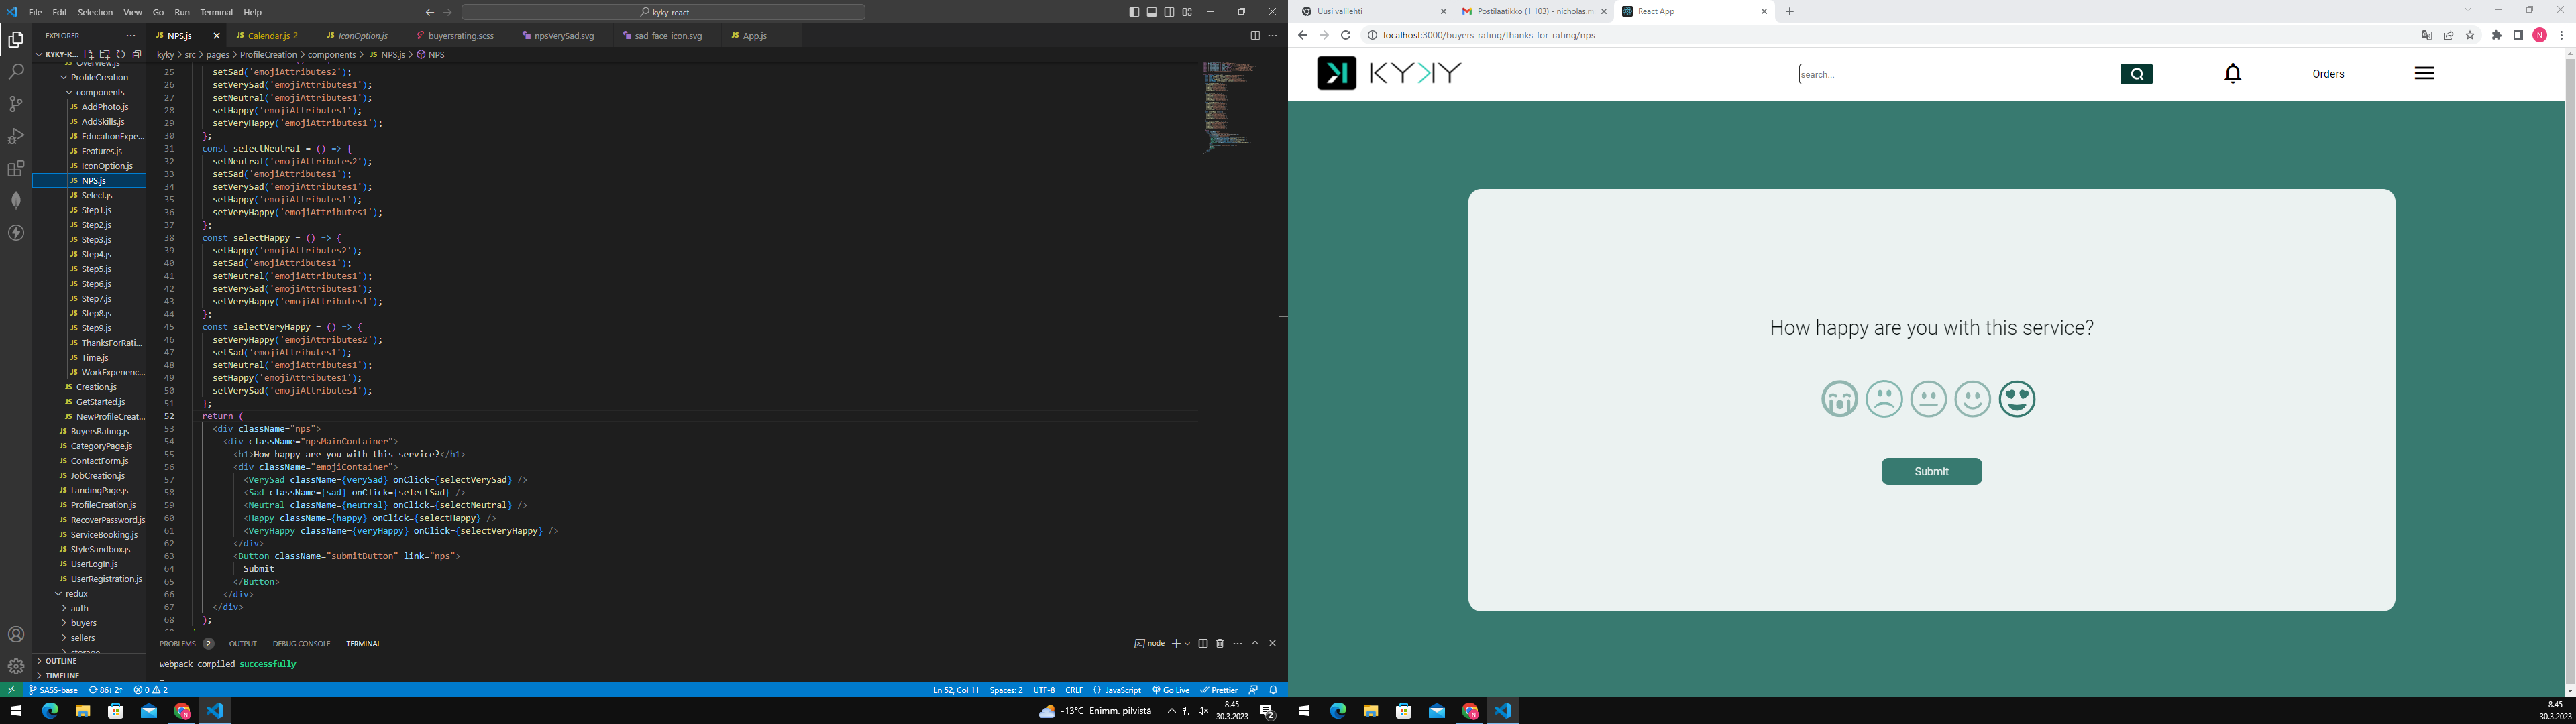 File Edit Selection View Go Run Terminal Help
kyky-react
EXPLORER
KYKY-R...
Overview.js
ProfileCreation
components
AddPhoto.js
AddSkills.js
EducationExpe...
Features.js
IconOption.js
NPS.js
Select.js
Step1.js
Step2.js
Step3.js
Step4.js
Step5.js
Step6.js
Step7.js
Step8.js
Step9.js
ThanksForRati...
Time.js
WorkExperienc...
Creation.js
GetStarted.js
NewProfileCreat...
BuyersRating.js
CategoryPage.js
ContactForm.js
JobCreation.js
LandingPage.js
ProfileCreation.js
RecoverPassword.js
ServiceBooking.js
StyleSandbox.js
UserLogIn.js
UserRegistration.js
redux
auth
buyers
sellers
storage
OUTLINE
TIMELINE
NPS.js Calendar.js 2 IconOption.js buyersrating.scss npsVerySad.svg sad-face-icon.svg App.js
kyky > src > pages > ProfileCreation > components > NPS.js > NPS
25 setSad('emojiAttributes2');
26 setVerySad('emojiAttributes1');
27 setNeutral('emojiAttributes1');
28 setHappy('emojiAttributes1');
29 setVeryHappy('emojiAttributes1');
30 };
31 const selectNeutral = () => {
32 setNeutral('emojiAttributes2');
33 setSad('emojiAttributes1');
34 setVerySad('emojiAttributes1');
35 setHappy('emojiAttributes1');
36 setVeryHappy('emojiAttributes1');
37 };
38 const selectHappy = () => {
39 setHappy('emojiAttributes2');
40 setSad('emojiAttributes1');
41 setNeutral('emojiAttributes1');
42 setVerySad('emojiAttributes1');
43 setVeryHappy('emojiAttributes1');
44 };
45 const selectVeryHappy = () => {
46 setVeryHappy('emojiAttributes2');
47 setSad('emojiAttributes1');
48 setNeutral('emojiAttributes1');
49 setHappy('emojiAttributes1');
50 setVerySad('emojiAttributes1');
51 };
52 return (
53 <div className="nps">
54 <div className="npsMainContainer">
55 <h1>How happy are you with this service?</h1>
56 <div className="emojiContainer">
57 <VerySad className={verySad} onClick={selectVerySad} />
58 <Sad className={sad} onClick={selectSad} />
59 <Neutral className={neutral} onClick={selectNeutral} />
60 <Happy className={happy} onClick={selectHappy} />
61 <VeryHappy className={veryHappy} onClick={selectVeryHappy} />
62 </div>
63 <Button className="submitButton" link="nps">
64 Submit
65 </Button>
66 </div>
67 </div>
68 );
PROBLEMS 2 OUTPUT DEBUG CONSOLE TERMINAL node
webpack compiled successfully
SASS-base 86↓ 2↑ 0 2 Ln 52, Col 11 Spaces: 2 UTF-8 CRLF {} JavaScript Go Live Prettier
-13°C Enimm. pilvistä 8.45
30.3.2023 2
Uusi välilehti Postilaatikko (1 103) - nicholas.m React App
localhost:3000/buyers-rating/thanks-for-rating/nps N
KYKY search... Orders
How happy are you with this service?
Submit
8.45
30.3.2023